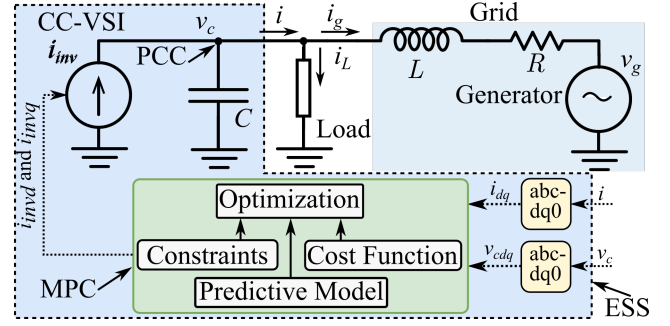 CC-VSI
v_c
i
i_g
Grid
i_inv
PCC
i_L
L
R
v_g
Generator
C
Load
i_invd and i_invq
Optimization
i_dq
abc-
dq0
i
Constraints
Cost Function
v_cdq
abc-
dq0
v_c
MPC
Predictive Model
ESS